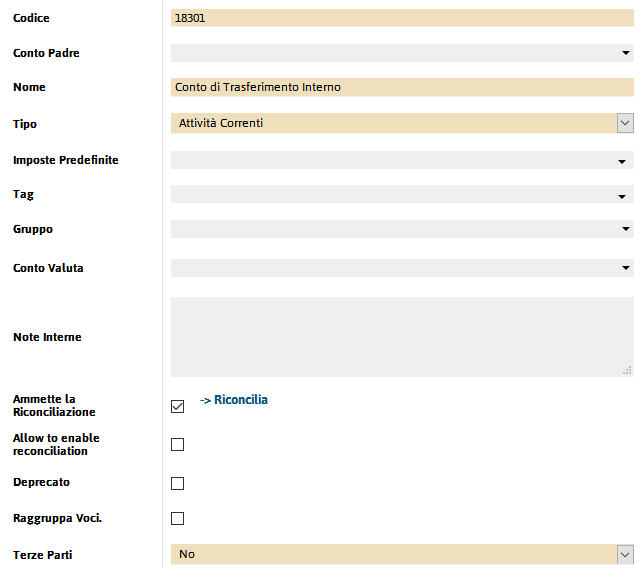 Codice 18301
Conto Padre
Nome Conto di Trasferimento Interno
Tipo Attività Correnti
Imposte Predefinite
Tag
Gruppo
Conto Valuta
Note Interne
Ammette la
Riconciliazione -> Riconcilia
Allow to enable
reconciliation
Deprecato
Raggruppa Voci.
Terze Parti No